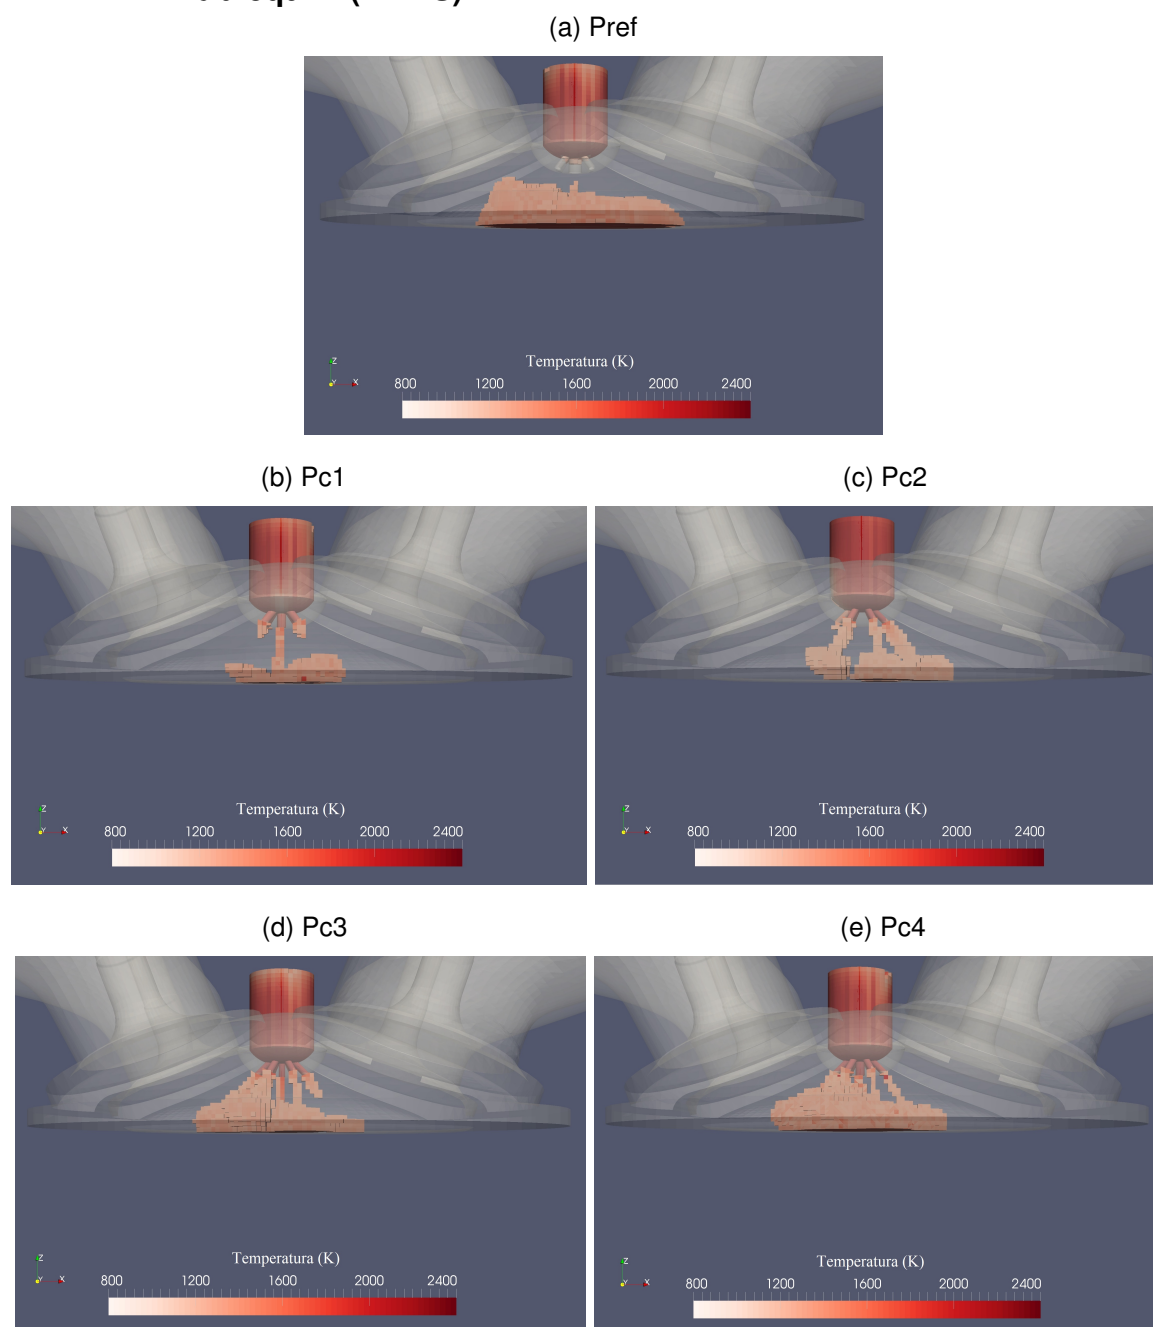 (a) Pref
Temperatura (K)
800 1200 1600 2000 2400
Z
Y X
(b) Pc1
(c) Pc2
Temperatura (K)
800 1200 1600 2000 2400
Z
Y X
Temperatura (K)
800 1200 1600 2000 2400
Z
Y X
(d) Pc3
(e) Pc4
Temperatura (K)
800 1200 1600 2000 2400
Z
Y X
Temperatura (K)
800 1200 1600 2000 2400
Z
Y X